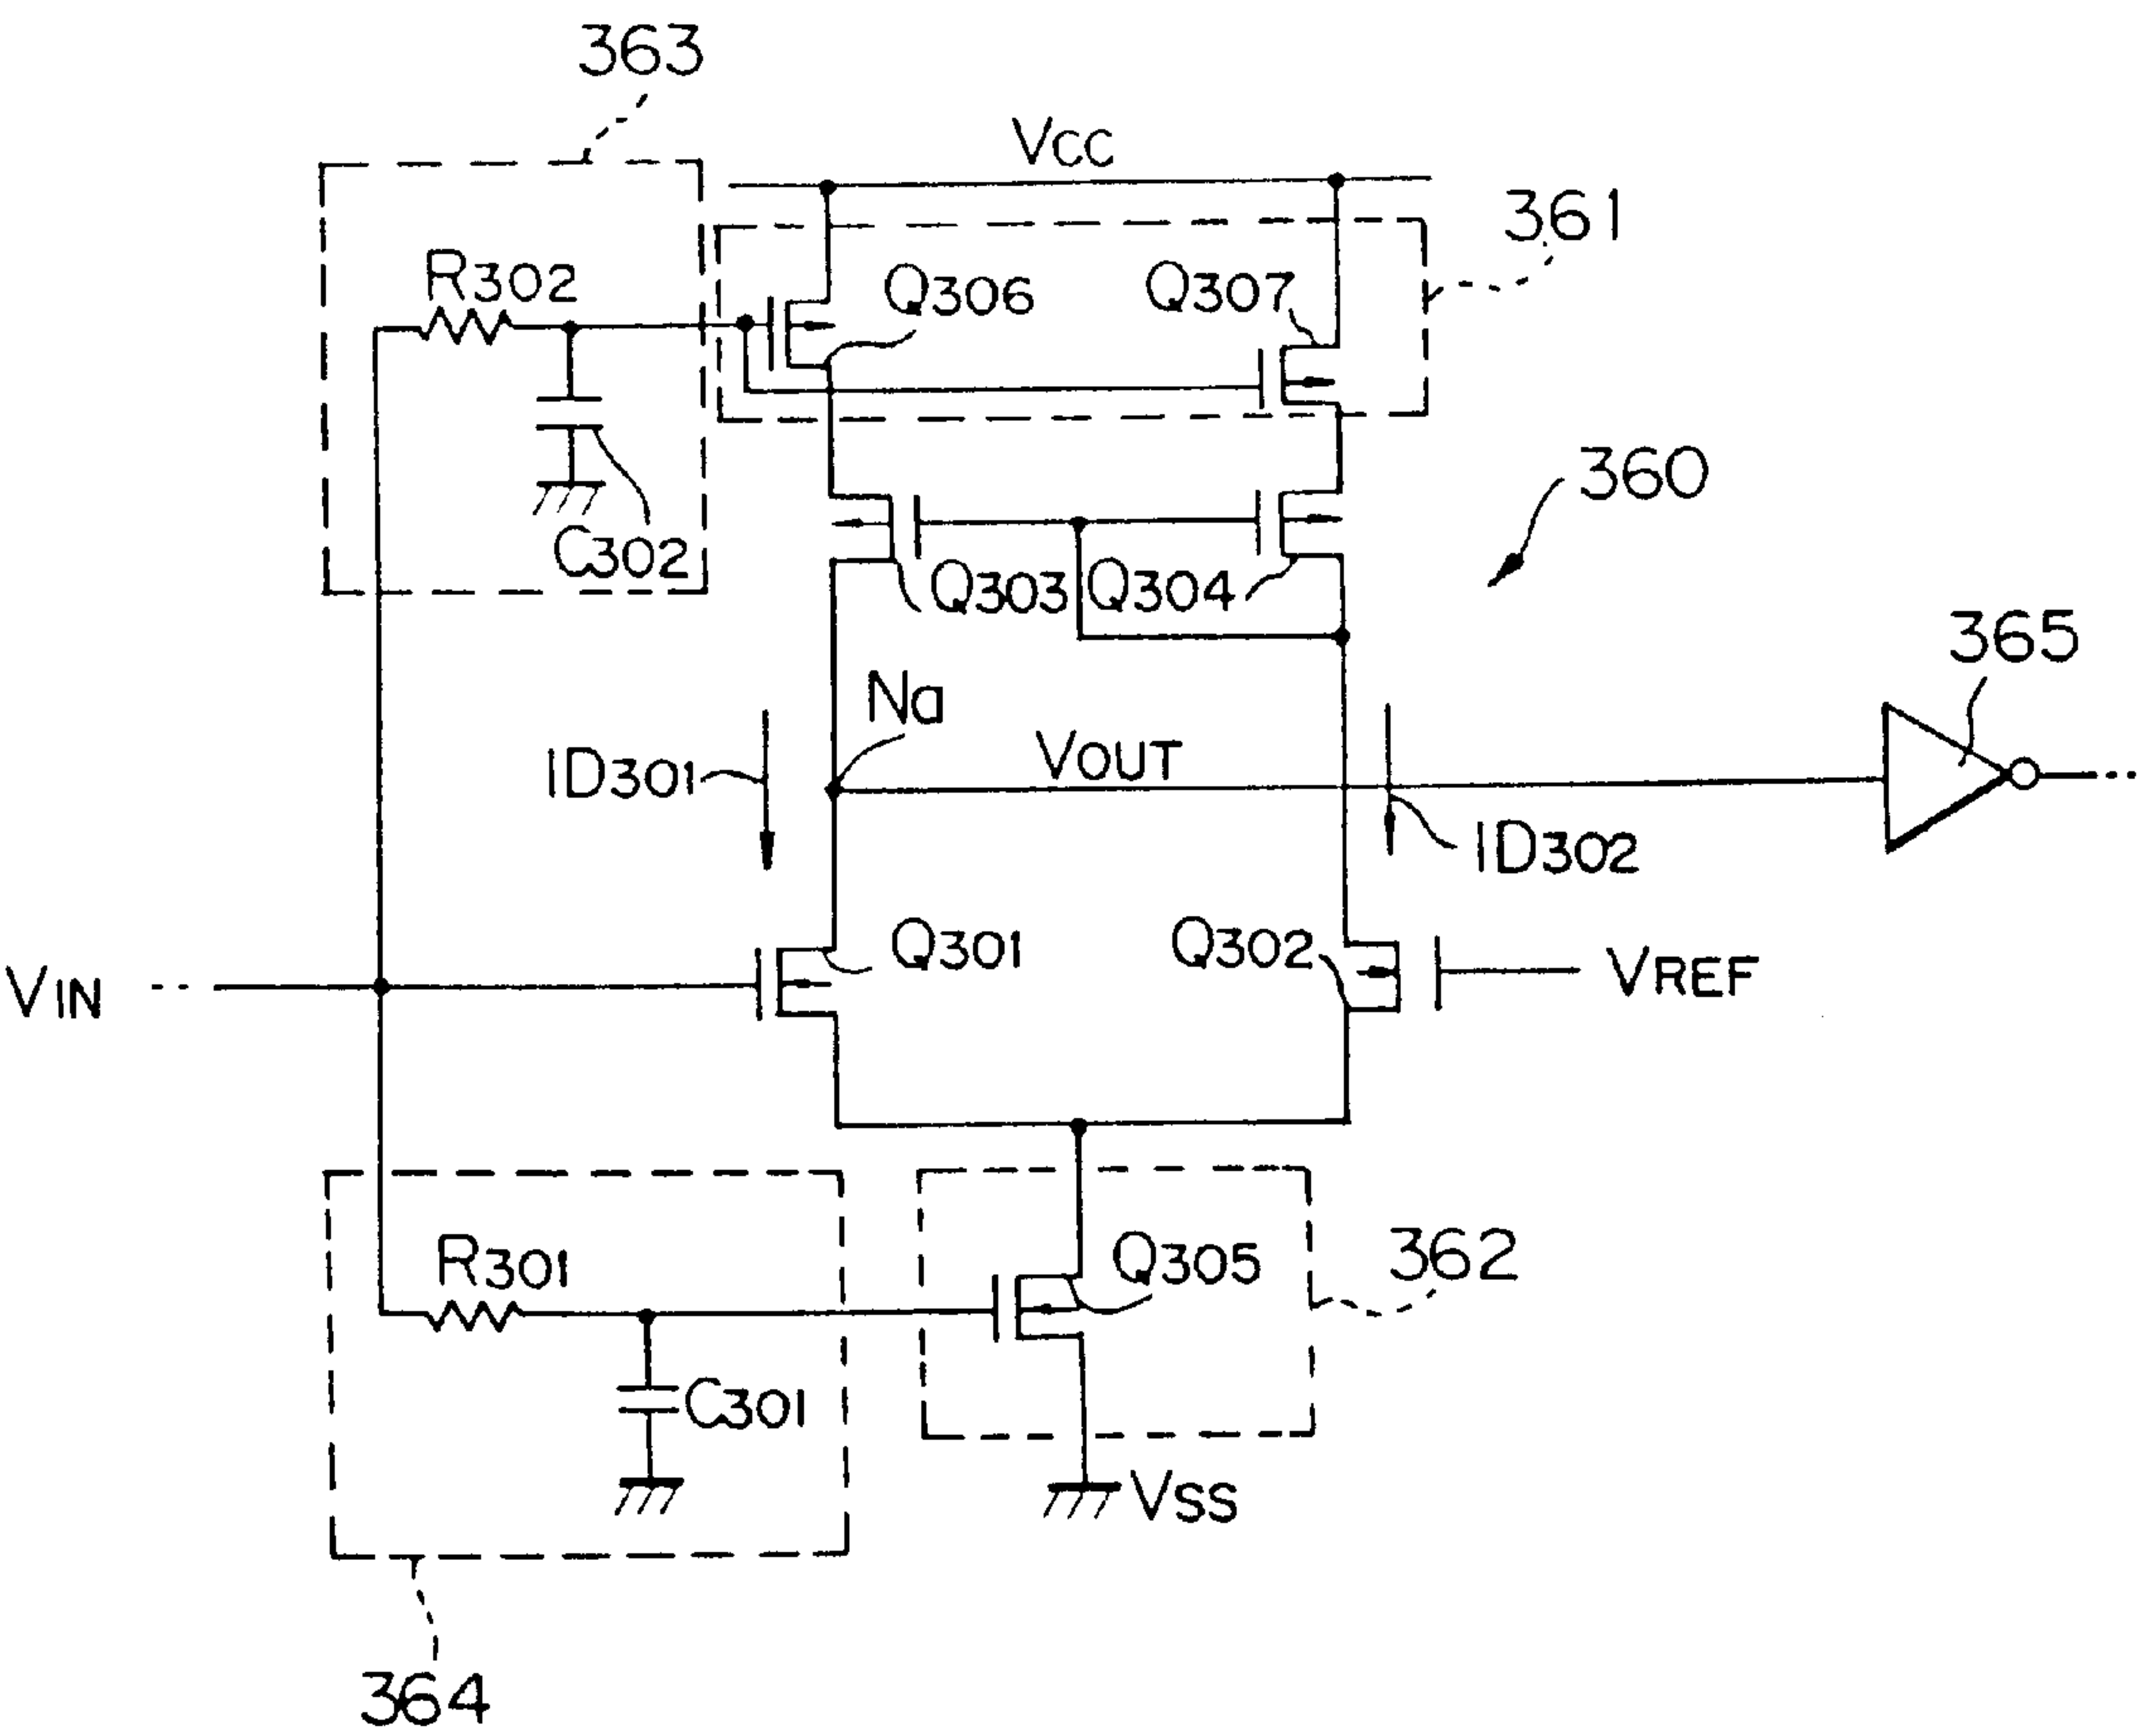 363
VCC
361
R302
Q306
Q307
360
C302
Q303
Q304
365
Na
VOUT
ID301
ID302
Q301
Q302
VREF
VIN
R301
Q305
362
C301
VSS
364